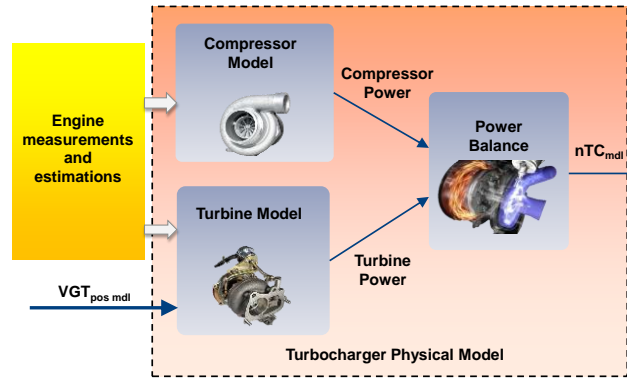 Compressor
Model
Compressor
Power
Engine
measurements
and
estimations
Power
Balance
nTCmdl
Turbine Model
Turbine
Power
VGTpos mdl
Turbocharger Physical Model